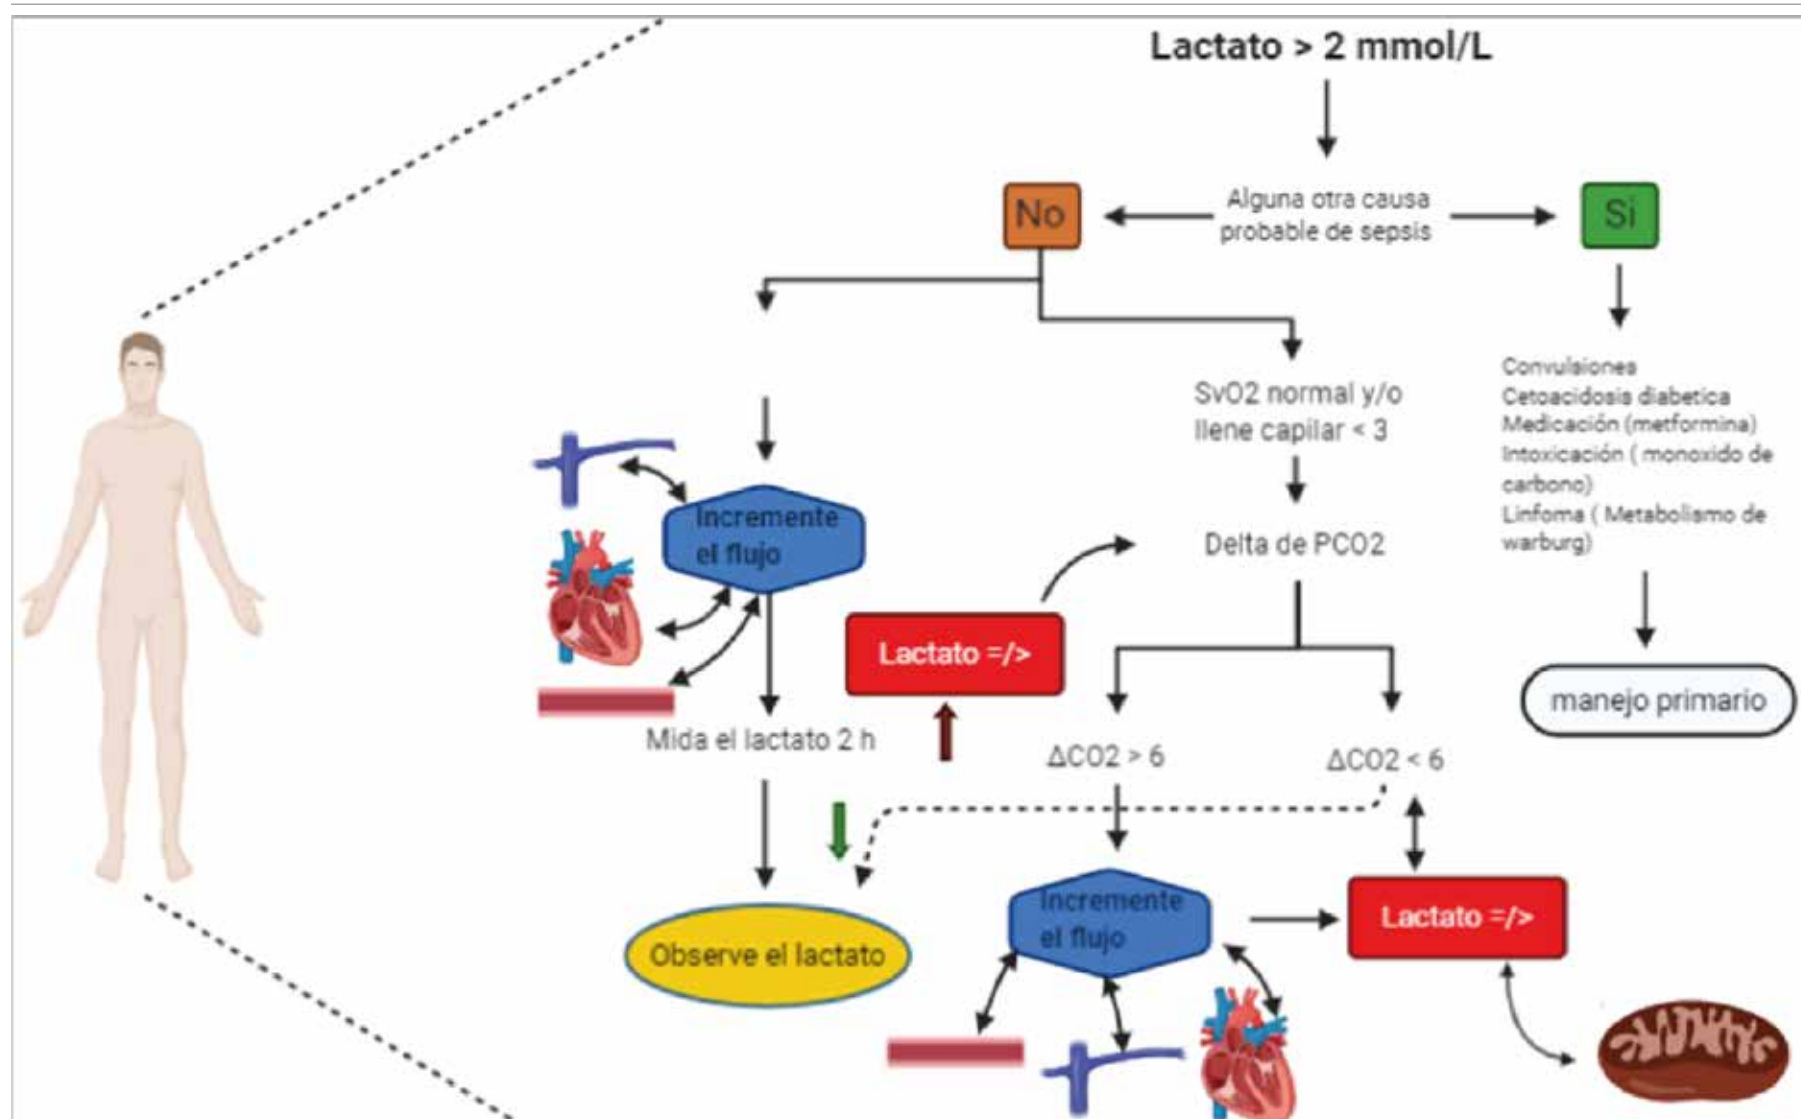 Lactato > 2 mmol/L
No
Alguna otra causa
probable de sepsis
Si
SvO2 normal y/o
llene capilar < 3
Convulsiones
Cetoacidosis diabetica
Medicación (metformina)
Intoxicación ( monoxido de
carbono)
Linfoma ( Metabolismo de
warburg)
Incremente
el flujo
Delta de PCO2
Lactato =/>
manejo primario
Mida el lactato 2 h
ΔCO2 > 6
ΔCO2 < 6
Observe el lactato
Incremente
el flujo
Lactato =/>